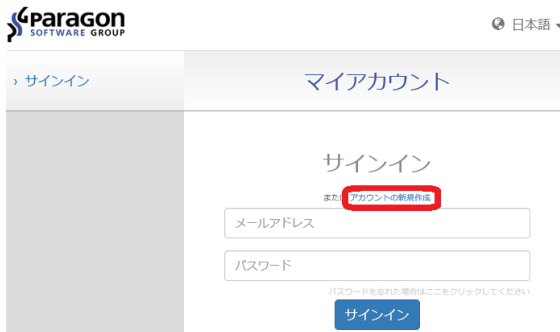 Paragon
SOFTWARE GROUP
日本語
› サインイン
マイアカウント
サインイン
または アカウントの新規作成
メールアドレス
パスワード
パスワードを忘れた場合はここをクリックしてください
サインイン